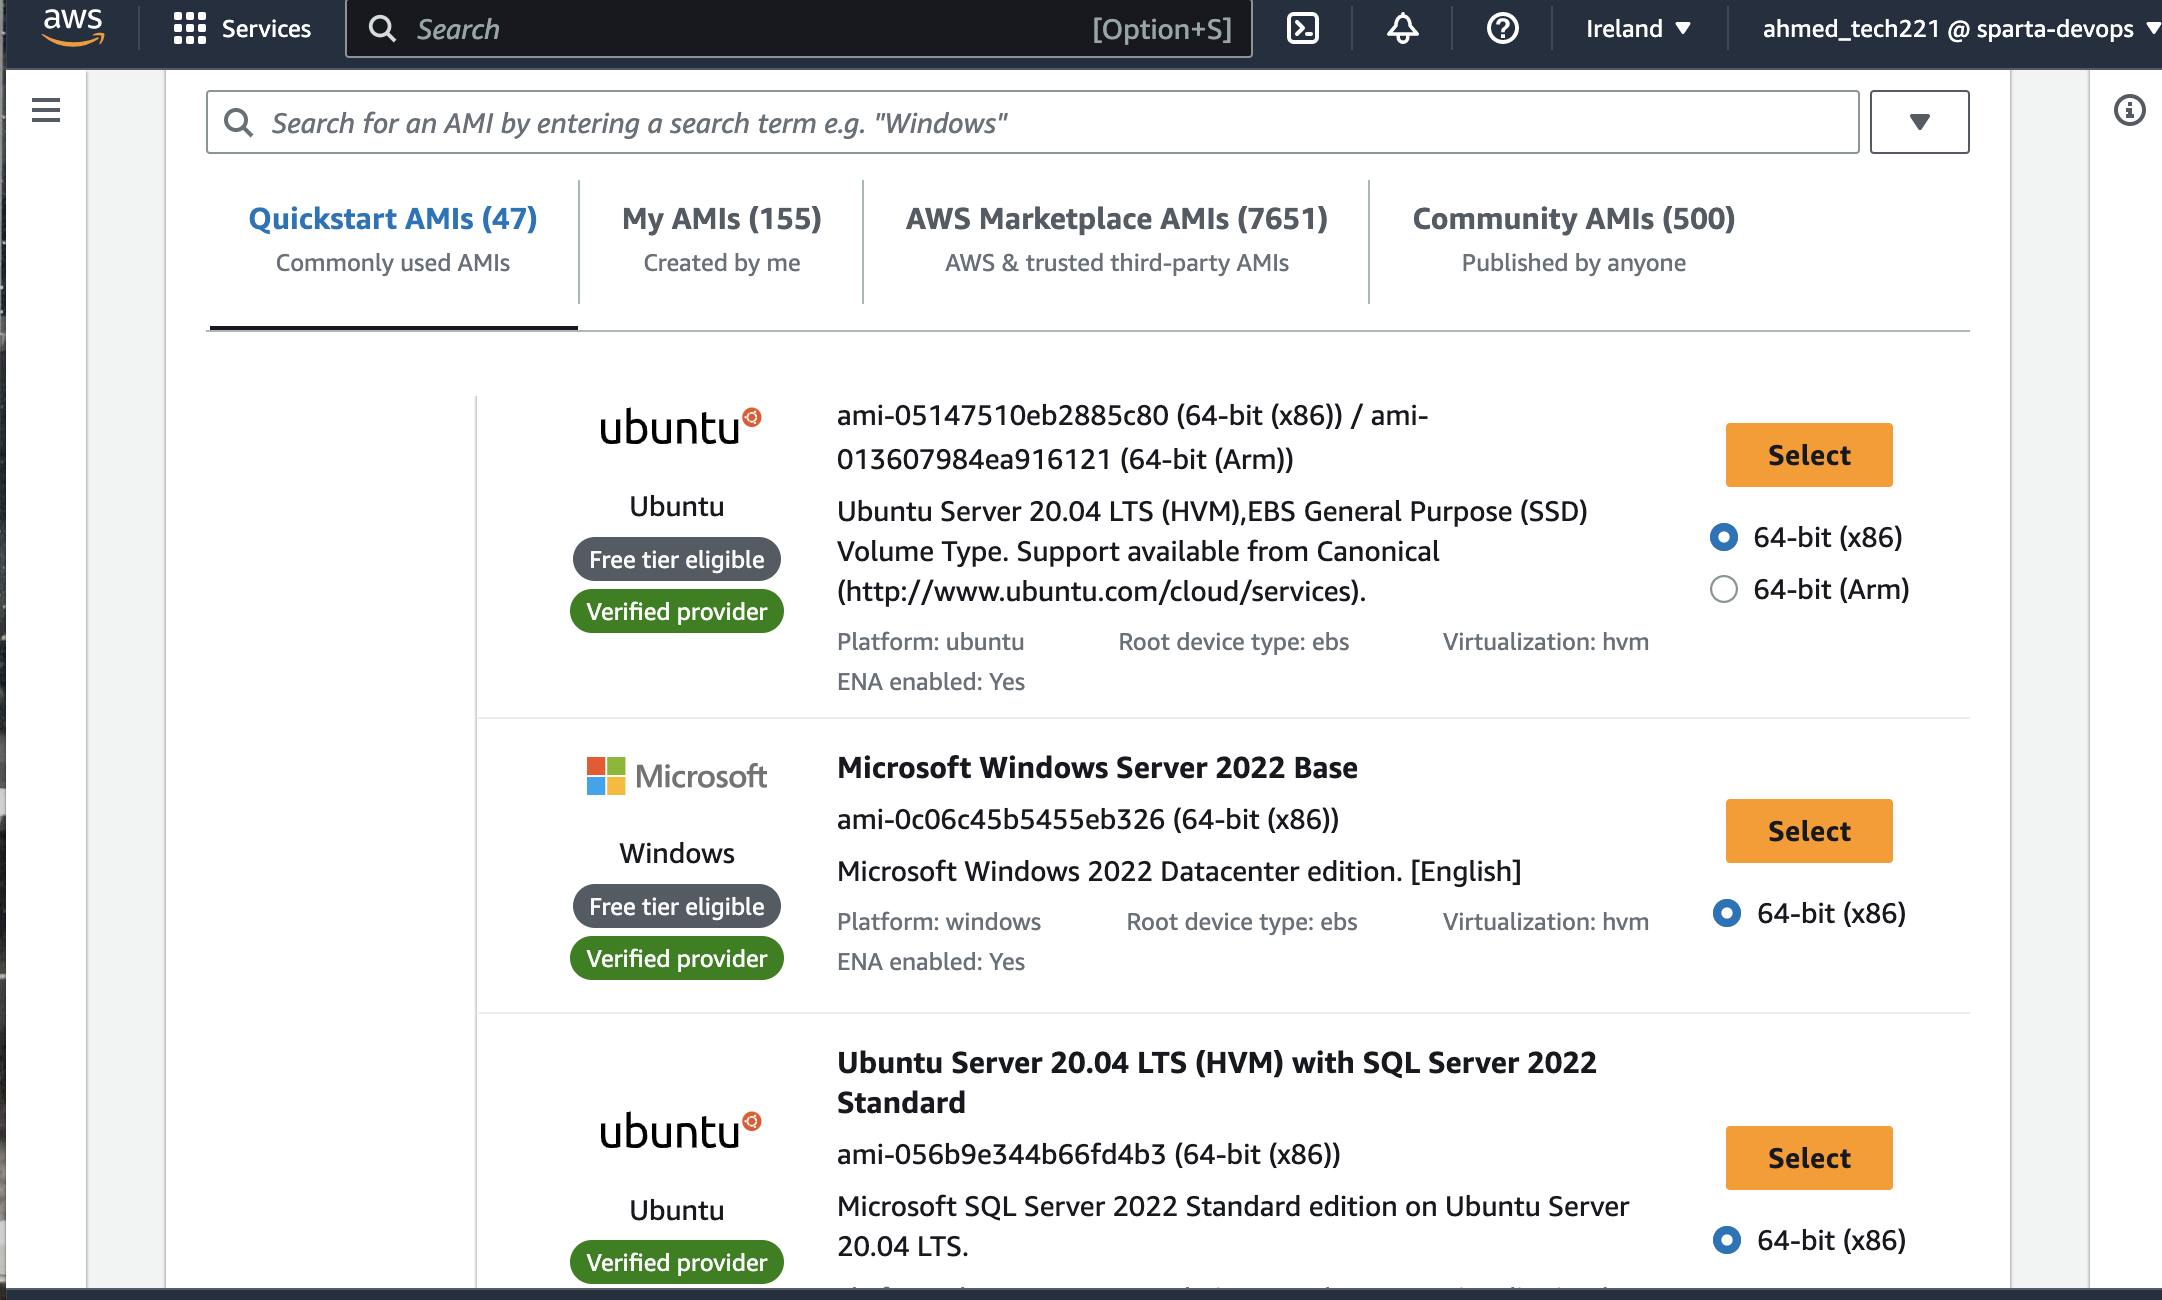 aws
Services
Search
[Option+S]
Ireland
ahmed_tech221 @ sparta-devops
Search for an AMI by entering a search term e.g. "Windows"
Quickstart AMIs (47)
Commonly used AMIs
My AMIs (155)
Created by me
AWS Marketplace AMIs (7651)
AWS & trusted third-party AMIs
Community AMIs (500)
Published by anyone
ubuntu
Ubuntu
Free tier eligible
Verified provider
ami-05147510eb2885c80 (64-bit (x86)) / ami-
013607984ea916121 (64-bit (Arm))
Ubuntu Server 20.04 LTS (HVM),EBS General Purpose (SSD)
Volume Type. Support available from Canonical
(http://www.ubuntu.com/cloud/services).
Platform: ubuntu
Root device type: ebs
Virtualization: hvm
ENA enabled: Yes
Select
64-bit (x86)
64-bit (Arm)
Microsoft
Windows
Free tier eligible
Verified provider
Microsoft Windows Server 2022 Base
ami-0c06c45b5455eb326 (64-bit (x86))
Microsoft Windows 2022 Datacenter edition. [English]
Platform: windows
Root device type: ebs
Virtualization: hvm
ENA enabled: Yes
Select
64-bit (x86)
ubuntu
Ubuntu
Verified provider
Ubuntu Server 20.04 LTS (HVM) with SQL Server 2022
Standard
ami-056b9e344b66fd4b3 (64-bit (x86))
Microsoft SQL Server 2022 Standard edition on Ubuntu Server
20.04 LTS.
Select
64-bit (x86)